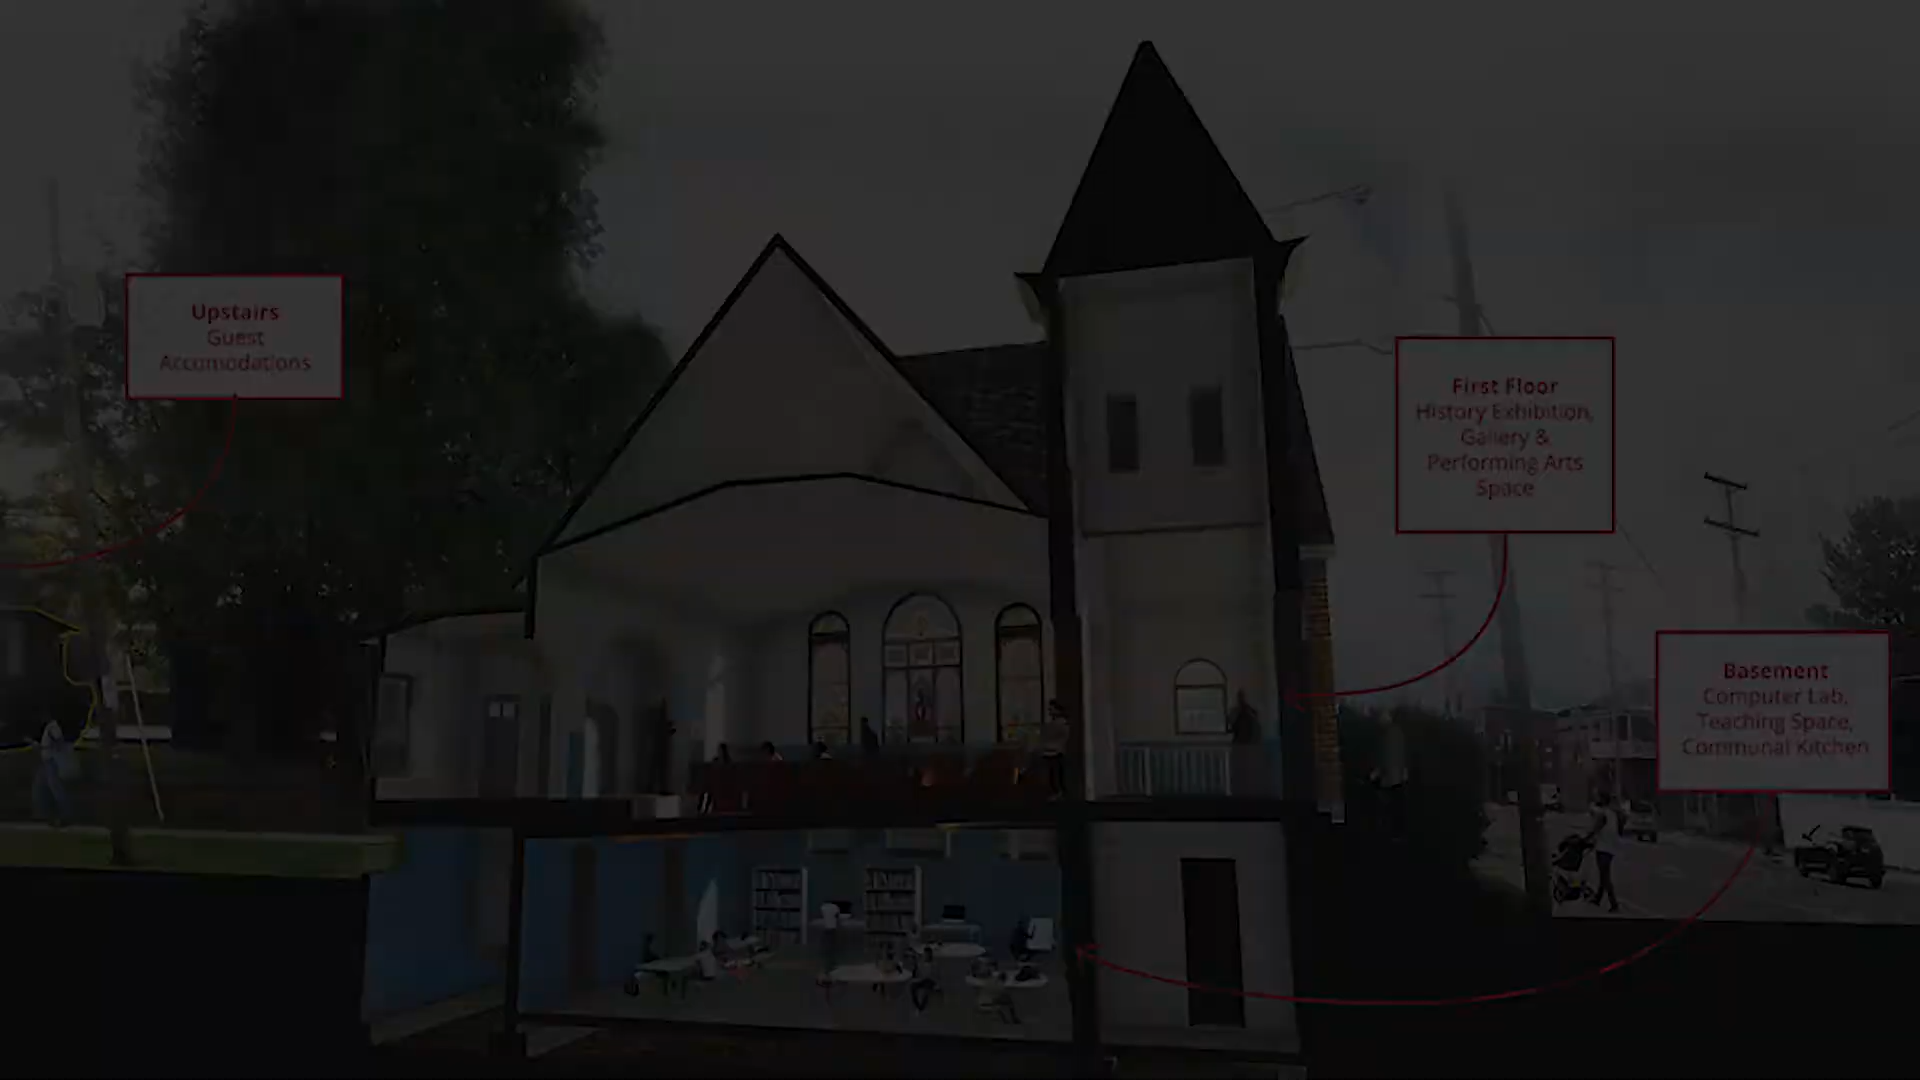 Upstairs
Guest
Accomodations
First Floor
History Exhibition,
Gallery &
Performing Arts
Space
Basement
Computer Lab,
Teaching Space,
Communal Kitchen